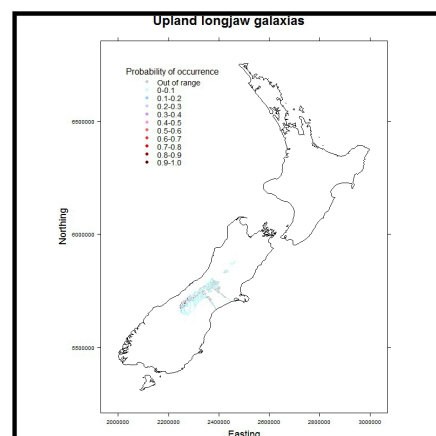 Upland longjaw galaxias
Probability of occurrence
Out of range
0-0.1
0.1-0.2
0.2-0.3
0.3-0.4
0.4-0.5
0.5-0.6
0.6-0.7
0.7-0.8
0.8-0.9
0.9-1.0
Northing
6500000
6000000
5500000
2000000 2200000 2400000 2600000 2800000 3000000
Easting